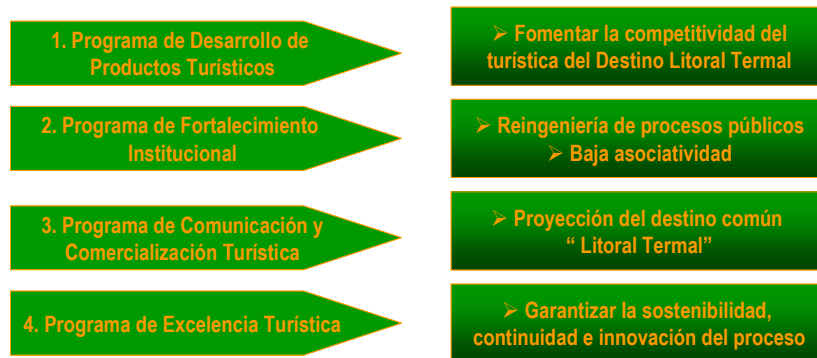 1. Programa de Desarrollo de
Productos Turísticos
➢ Fomentar la competitividad del
turística del Destino Litoral Termal
2. Programa de Fortalecimiento
Institucional
➢ Reingeniería de procesos públicos
➢ Baja asociatividad
3. Programa de Comunicación y
Comercialización Turística
➢ Proyección del destino común
“ Litoral Termal”
4. Programa de Excelencia Turística
➢ Garantizar la sostenibilidad,
continuidad e innovación del proceso